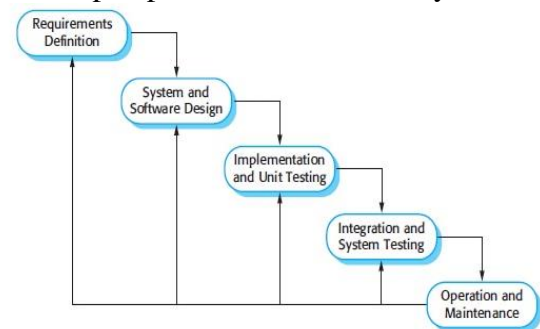 Requirements
Definition
System and
Software Design
Implementation
and Unit Testing
Integration and
System Testing
Operation and
Maintenance